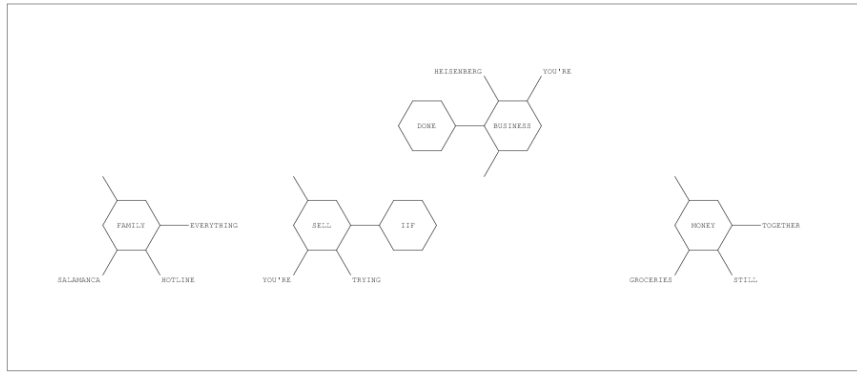 HEISENBERG YOU'RE
DONE BUSINESS
FAMILY EVERYTHING SELL IIF MONEY TOGETHER
SALAMANCA HOTLINE YOU'RE TRYING GROCERIES STILL